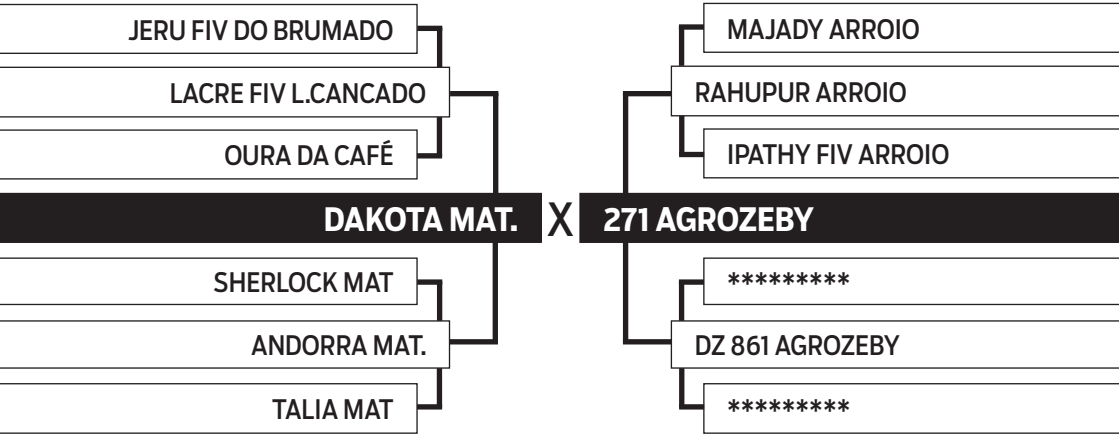 JERU FIV DO BRUMADO
LACRE FIV L.CANCADO
OURA DA CAFÉ
DAKOTA MAT. X 271 AGROZEBY
SHERLOCK MAT
ANDORRA MAT.
TALIA MAT
MAJADY ARROIO
RAHUPUR ARROIO
IPATHY FIV ARROIO
*********
DZ 861 AGROZEBY
*********